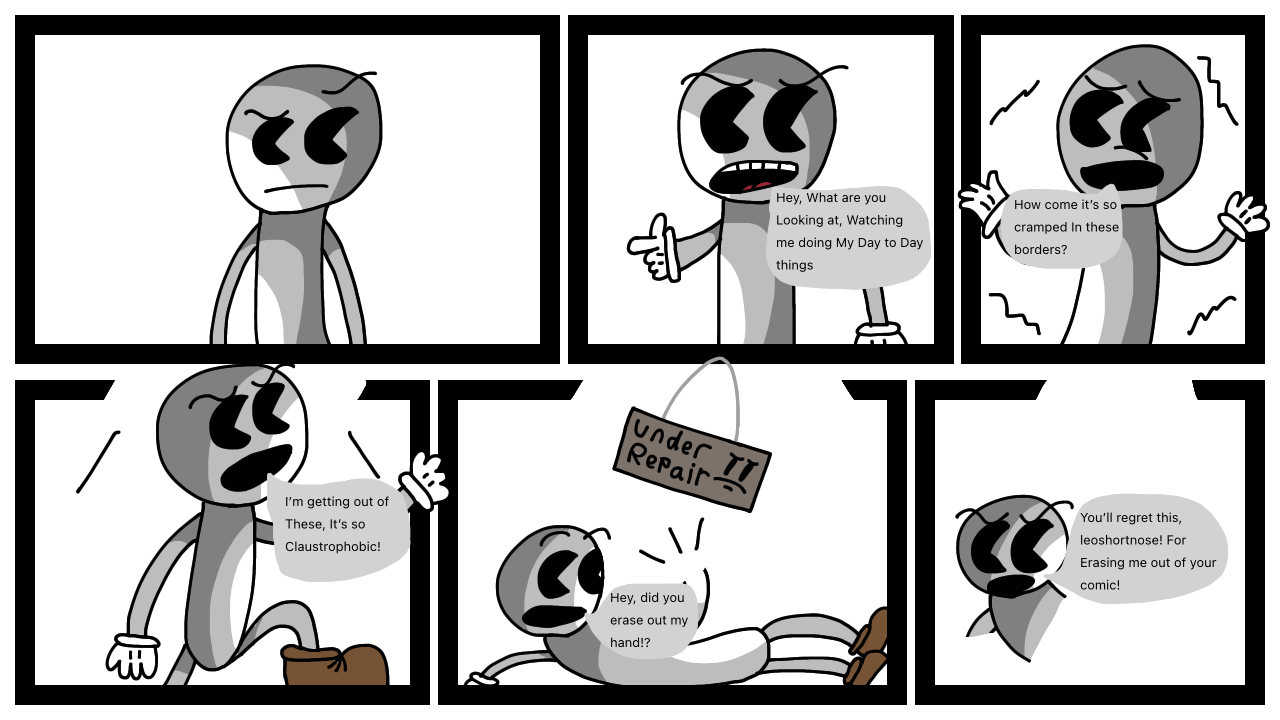 Hey, What are you
Looking at, Watching
me doing My Day to Day
things
How come it's so
cramped In these
borders?
I'm getting out of
These, It's so
Claustrophobic!
under
Repair
Hey, did you
erase out my
hand!?
You'll regret this,
leoshortnose! For
Erasing me out of your
comic!